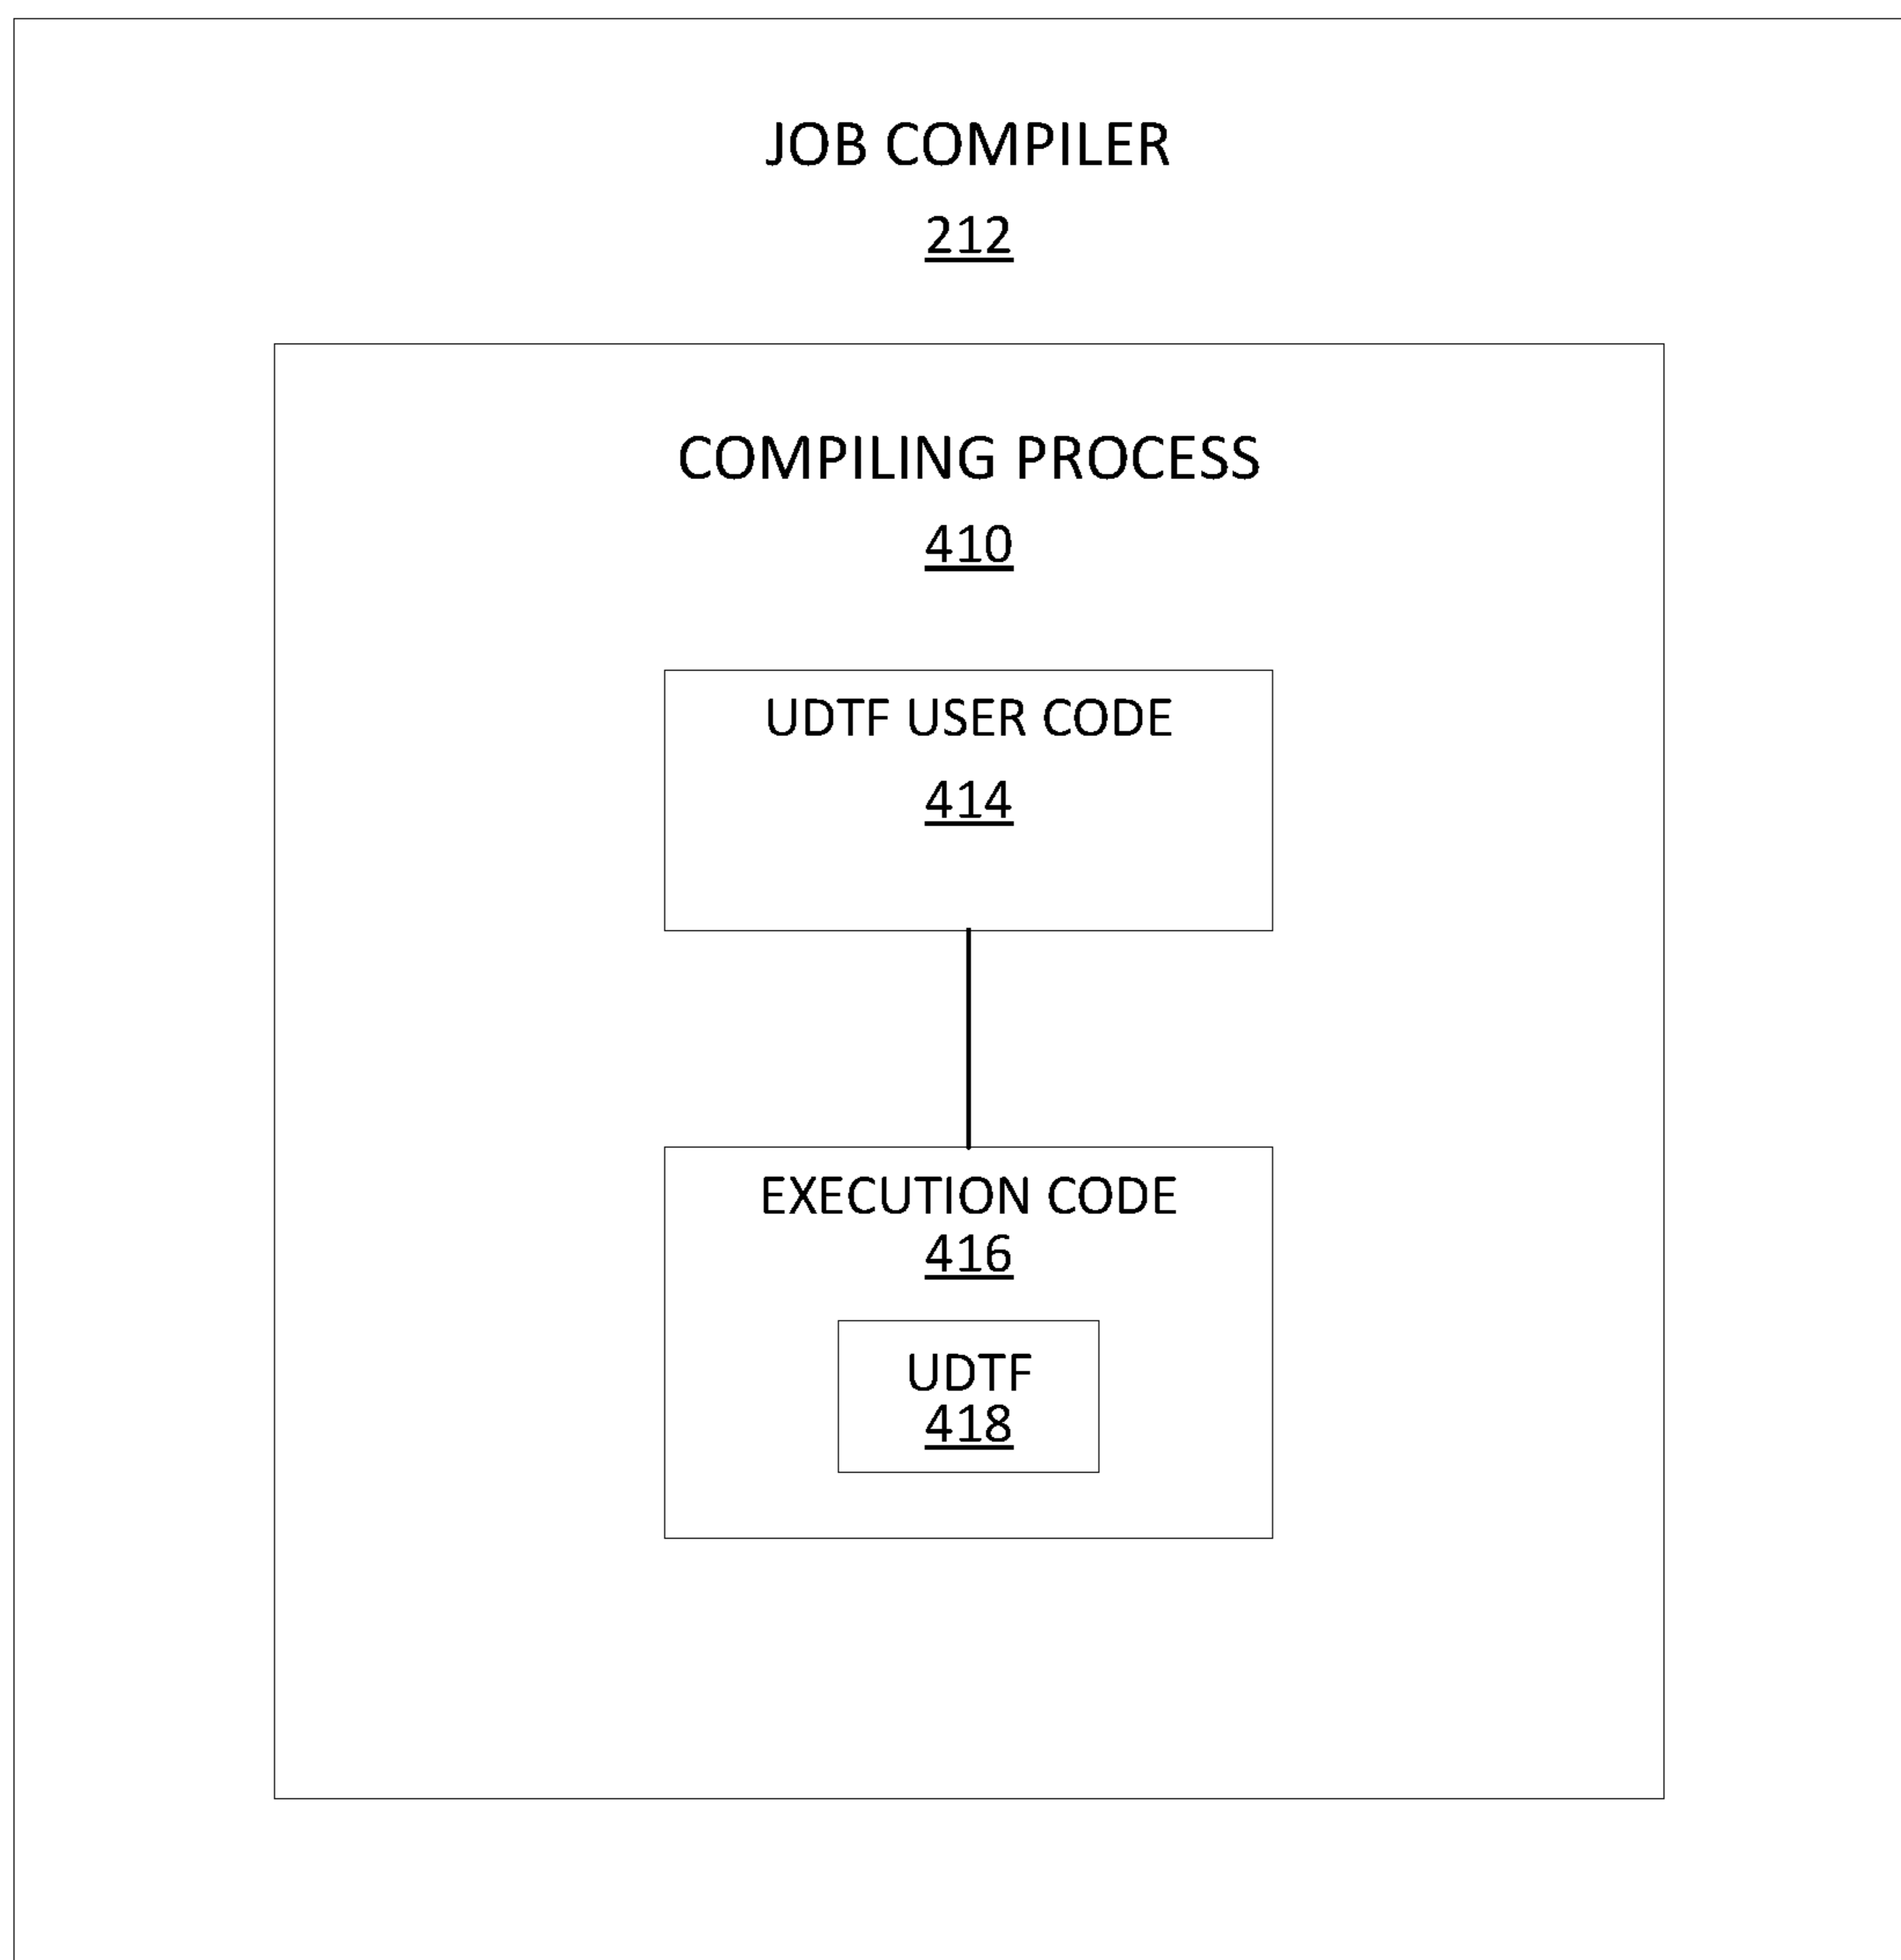 JOB COMPILER
212
COMPILING PROCESS
410
UDTF USER CODE
414
EXECUTION CODE
416
UDTF
418